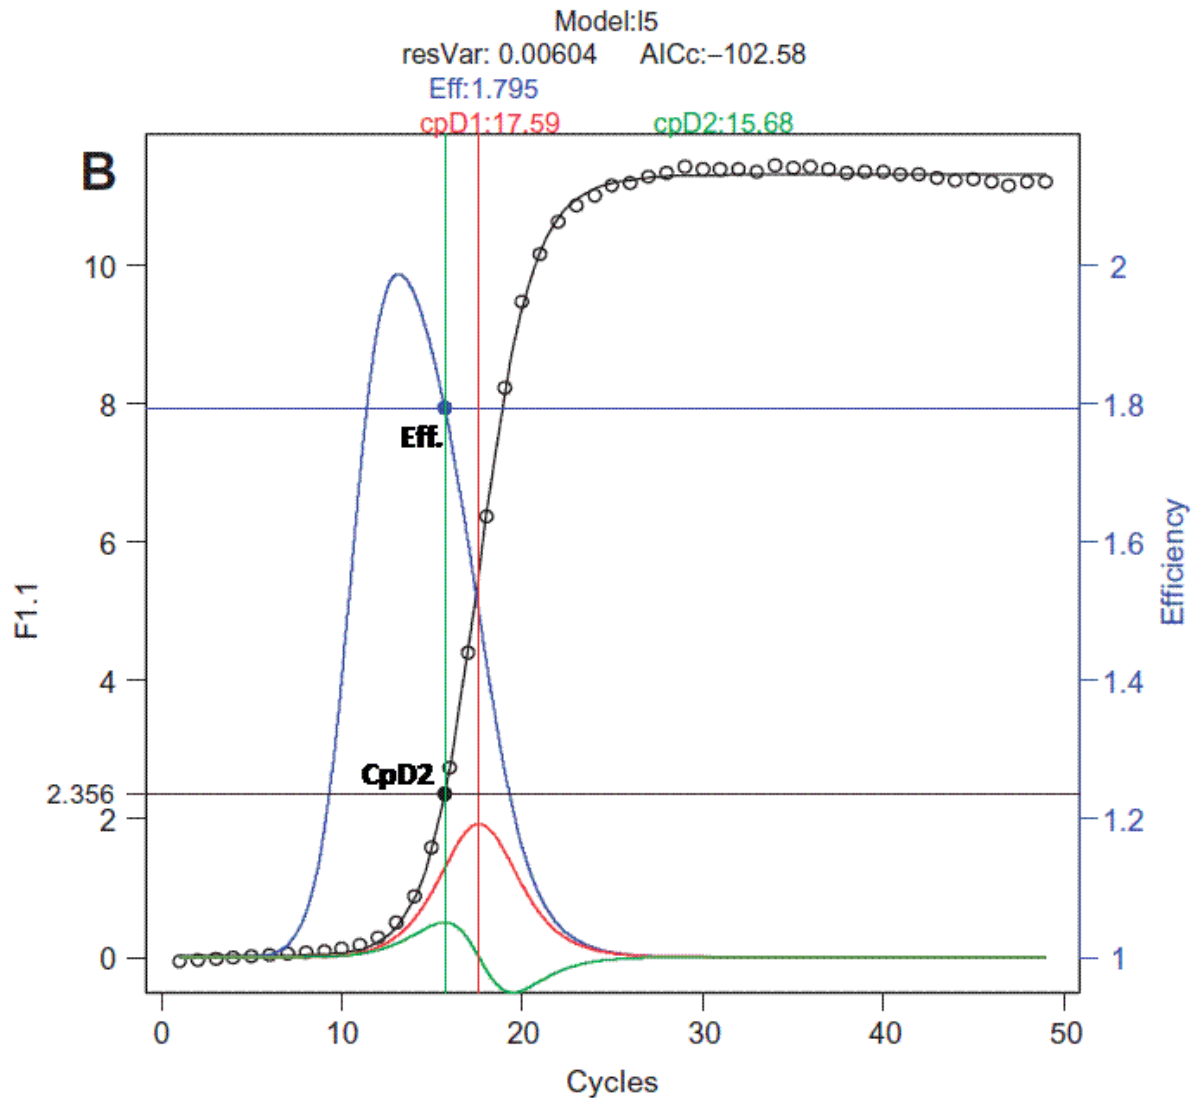 Model:l5
resVar: 0.00604 AICc:−102.58
Eff:1.795
cpD1:17.59 cpD2:15.68
B
10
8
6
4
2.356
2
0
F1.1
Eff.
CpD2
2
1.8
1.6
1.4
1.2
1
Efficiency
0 10 20 30 40 50
Cycles